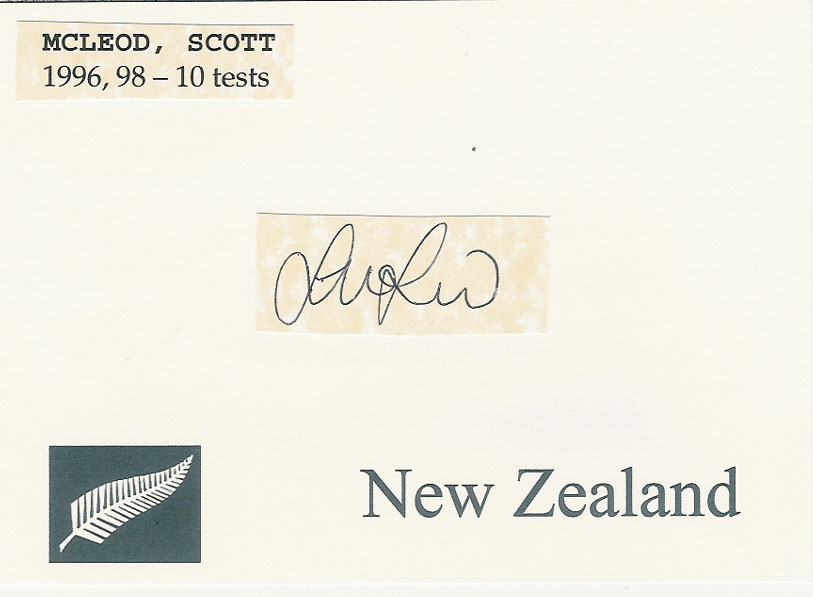 MCLEOD, SCOTT
1996, 98 – 10 tests
New Zealand